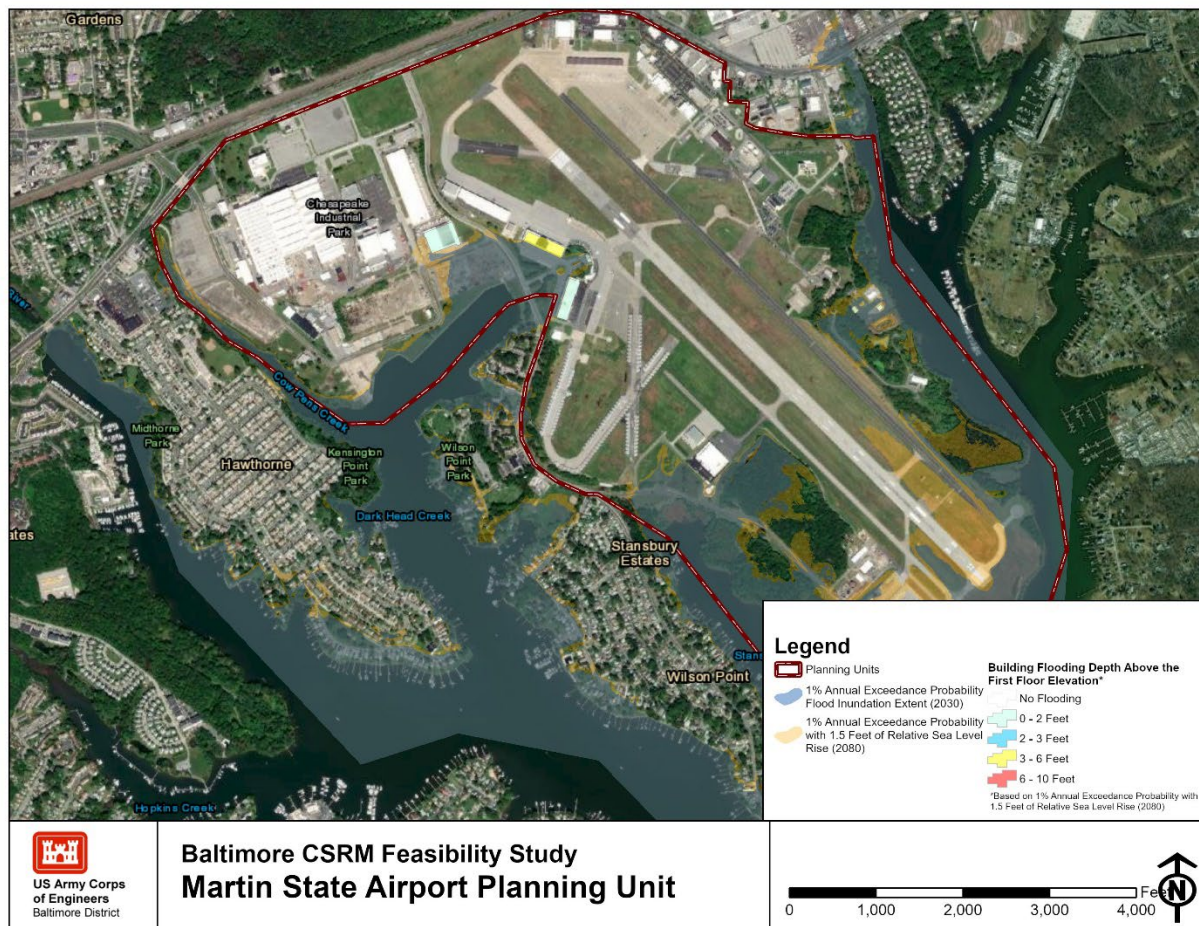 Gardens
Chesapeake
Industrial
Park
River
Cow Pens Creek
Midthorne
Park
Hawthorne
Kensington
Point
Park
Wilson
Point
Park
Dark Head Creek
ates
Stansbury
Estates
Stans
Wilson Point
Hopkins Creek
Legend
Planning Units
1% Annual Exceedance Probability
Flood Inundation Extent (2030)
1% Annual Exceedance Probability
with 1.5 Feet of Relative Sea Level
Rise (2080)
Building Flooding Depth Above the
First Floor Elevation*
No Flooding
0 - 2 Feet
2 - 3 Feet
3 - 6 Feet
6 - 10 Feet
*Based on 1% Annual Exceedance Probability with
1.5 Feet of Relative Sea Level Rise (2080)
US Army Corps
of Engineers
Baltimore District
Baltimore CSRM Feasibility Study
Martin State Airport Planning Unit
Feet
0 1,000 2,000 3,000 4,000
N